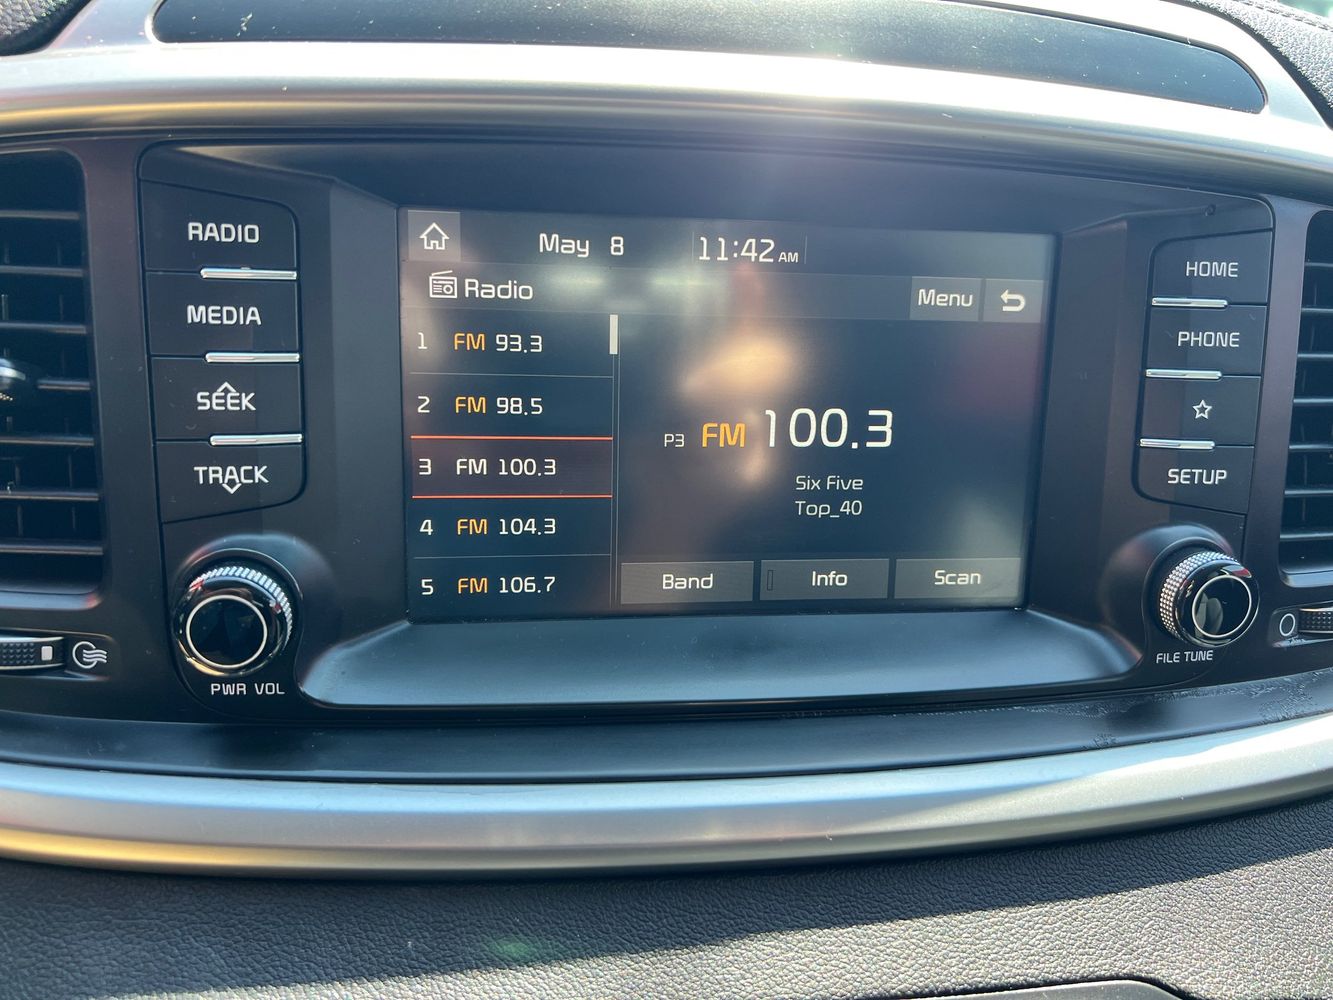 RADIO
MEDIA
SEEK
TRACK
PWR VOL
May 8 11:42 AM
Radio
Menu
1 FM 93.3
2 FM 98.5
3 FM 100.3
4 FM 104.3
5 FM 106.7
P3 FM 100.3
Six Five
Top_40
Band Info Scan
HOME
PHONE
SETUP
FILE TUNE